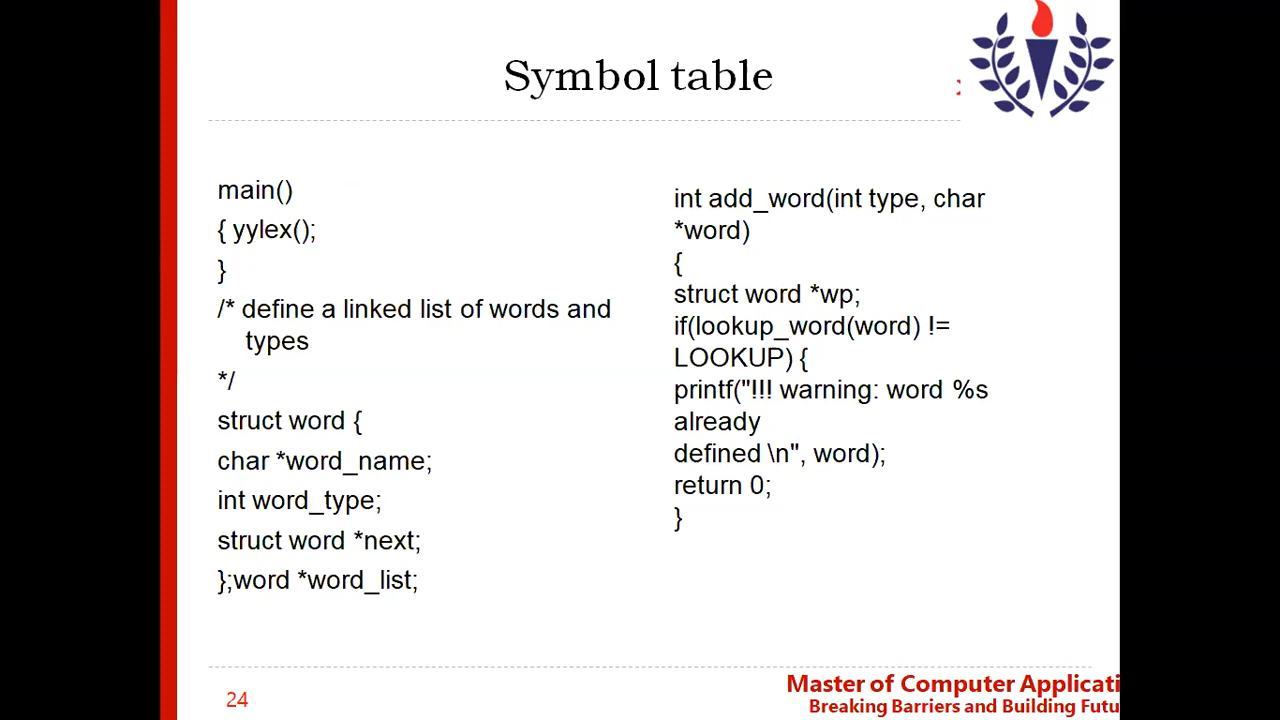 Symbol table
main()
{ yylex();
}
/* define a linked list of words and
types
*/
struct word {
char *word_name;
int word_type;
struct word *next;
};word *word_list;
int add_word(int type, char
*word)
{
struct word *wp;
if(lookup_word(word) !=
LOOKUP) {
printf("!!! warning: word %s
already
defined \n", word);
return 0;
}
24
Master of Computer Applicati
Breaking Barriers and Building Futu